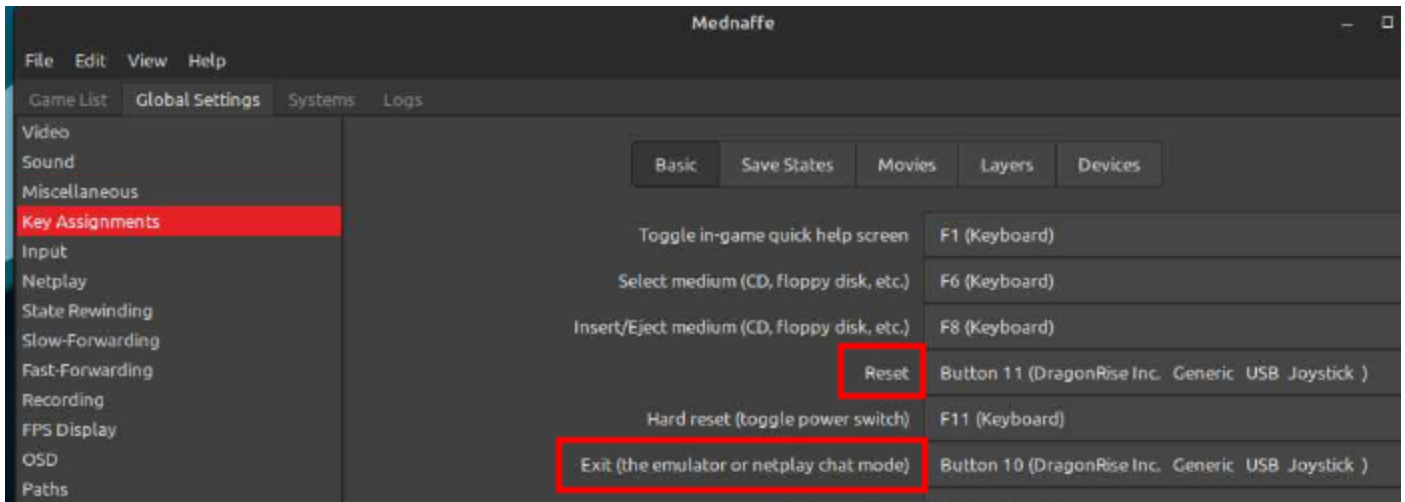 Mednaffe
File Edit View Help
Game List Global Settings Systems Logs
Video
Sound
Miscellaneous
Key Assignments
Input
Netplay
State Rewinding
Slow-Forwarding
Fast-Forwarding
Recording
FPS Display
OSD
Paths
Basic Save States Movies Layers Devices
Toggle in-game quick help screen F1 (Keyboard)
Select medium (CD, floppy disk, etc.) F6 (Keyboard)
Insert/Eject medium (CD, floppy disk, etc.) F8 (Keyboard)
Reset Button 11 (DragonRise Inc. Generic USB Joystick )
Hard reset (toggle power switch) F11 (Keyboard)
Exit (the emulator or netplay chat mode) Button 10 (DragonRise Inc. Generic USB Joystick )